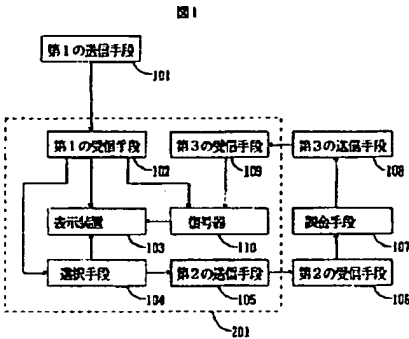 図1
第1の送信手段
101
第1の受信手段
102
第3の受信手段
109
第3の送信手段
108
表示装置
103
信号器
110
課金手段
107
選択手段
104
第2の送信手段
105
第2の受信手段
106
201